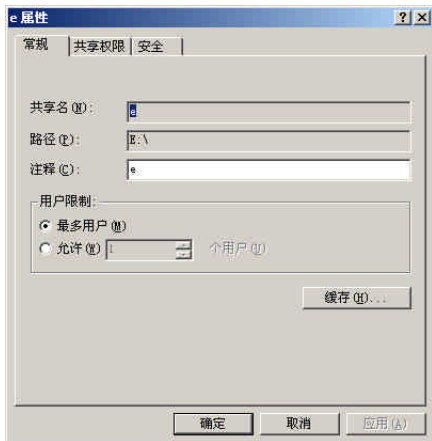 e 属性
常规 共享权限 安全
共享名(N): e
路径(P): E:\
注释(C): e
用户限制:
最多用户(M)
允许(W) 1 个用户(U)
缓存(H)...
确定 取消 应用(A)